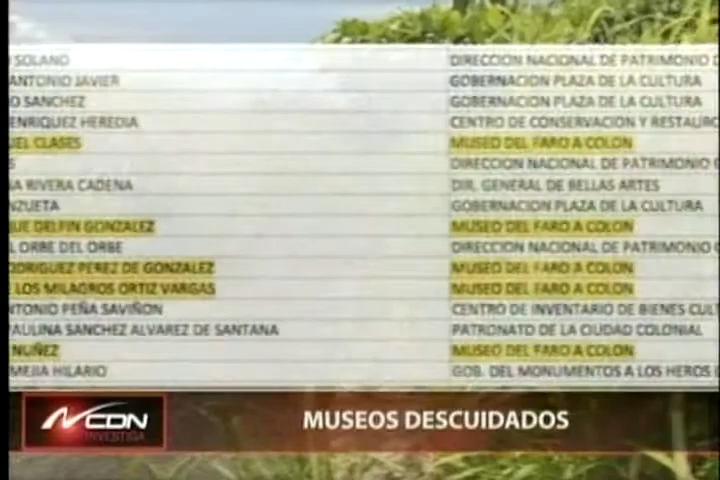 SOLANO DIRECCION NACIONAL DE PATRIMONIO
ANTONIO JAVIER GOBERNACION PLAZA DE LA CULTURA
O SANCHEZ GOBERNACION PLAZA DE LA CULTURA
ENRIQUEZ HEREDIA CENTRO DE CONSERVACION Y RESTAURO
UEL CLASES MUSEO DEL FARO A COLON
S DIRECCION NACIONAL DE PATRIMONIO
NA RIVERA CADENA DIR. GENERAL DE BELLAS ARTES
NZUETA GOBERNACION PLAZA DE LA CULTURA
QUE DELFIN GONZALEZ MUSEO DEL FARO A COLON
L ORBE DEL ORBE DIRECCION NACIONAL DE PATRIMONIO
RODRIGUEZ PEREZ DE GONZALEZ MUSEO DEL FARO A COLON
E LOS MILAGROS ORTIZ VARGAS MUSEO DEL FARO A COLON
NTONIO PEÑA SAVIÑON CENTRO DE INVENTARIO DE BIENES CUL
PAULINA SANCHEZ ALVAREZ DE SANTANA PATRONATO DE LA CIUDAD COLONIAL
NUÑEZ MUSEO DEL FARO A COLON
MEJIA HILARIO GOB. DEL MONUMENTOS A LOS HEROS
CDN
INVESTIGA
MUSEOS DESCUIDADOS